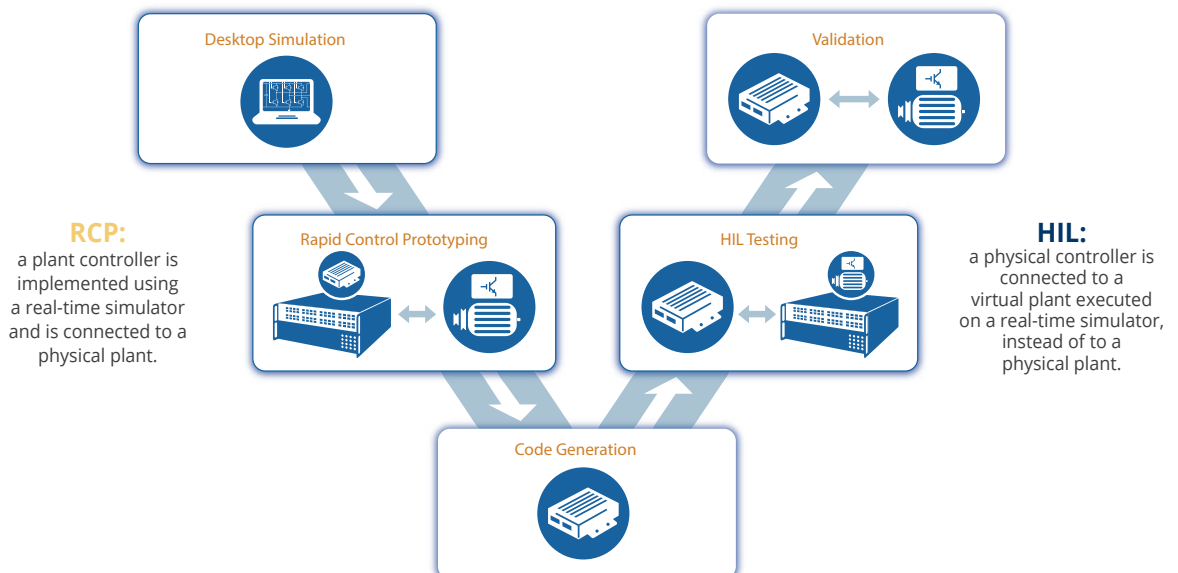 Desktop Simulation
Validation
RCP:
a plant controller is
implemented using
a real-time simulator
and is connected to a
physical plant.
Rapid Control Prototyping
HIL Testing
HIL:
a physical controller is
connected to a
virtual plant executed
on a real-time simulator,
instead of to a
physical plant.
Code Generation